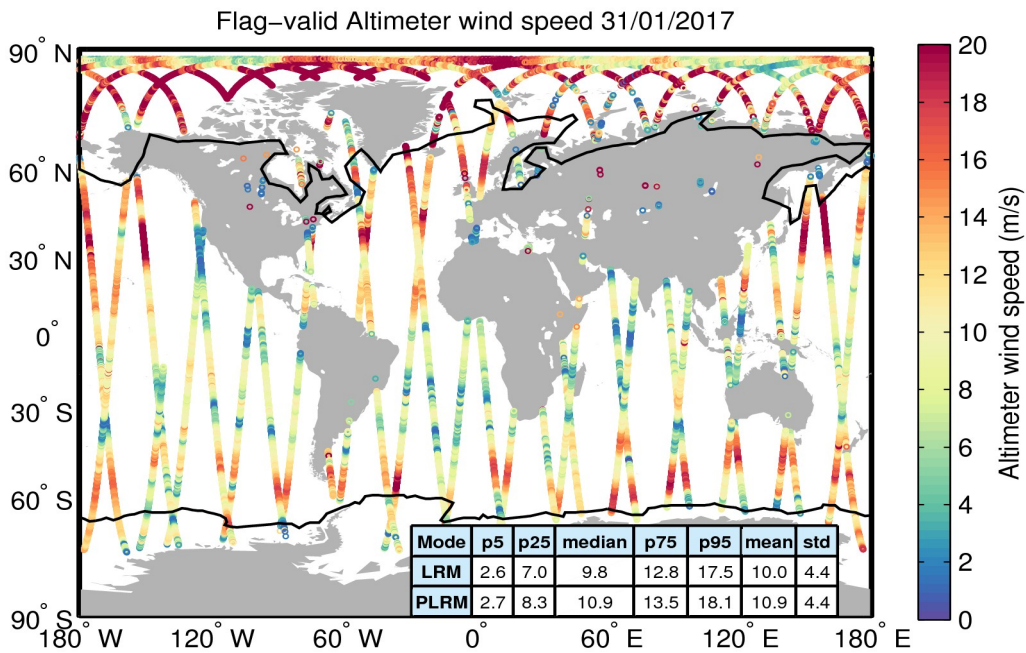 Flag−valid Altimeter wind speed 31/01/2017
90° N
60° N
30° N
0°
30° S
60° S
90° S
180° W
120° W
60° W
0°
60° E
120° E
180° E
Mode p5 p25 median p75 p95 mean std
LRM 2.6 7.0 9.8 12.8 17.5 10.0 4.4
PLRM 2.7 8.3 10.9 13.5 18.1 10.9 4.4
20
18
16
14
12
10
8
6
4
2
0
Altimeter wind speed (m/s)